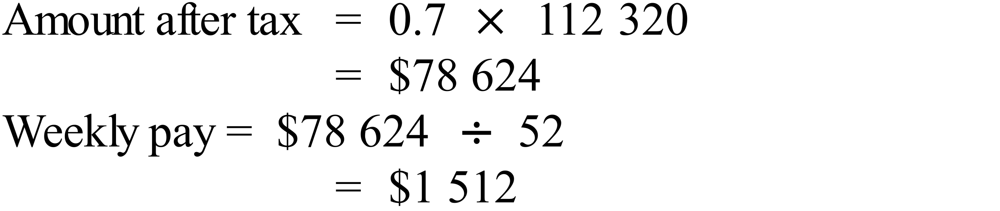 Amount after tax = 0.7 × 112 320
= $78 624
Weekly pay = $78 624 ÷ 52
= $1 512